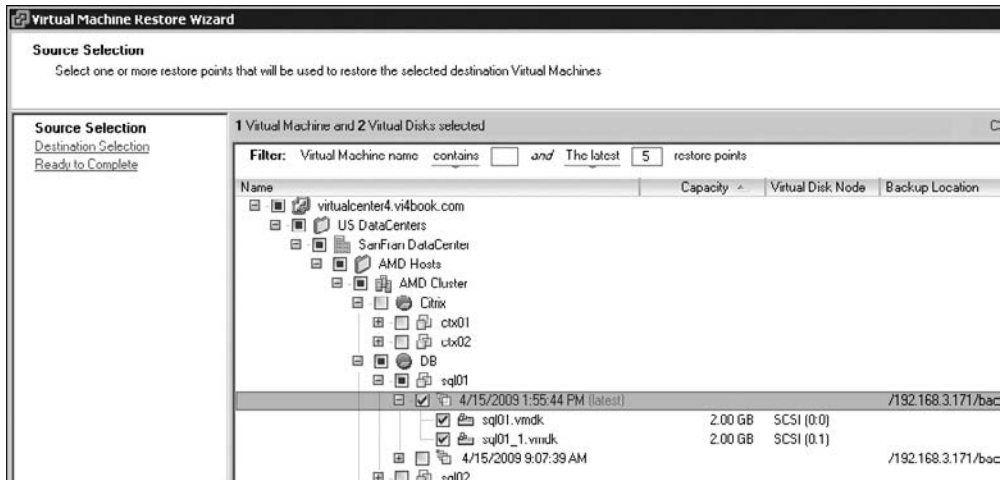 Virtual Machine Restore Wizard
Source Selection
Select one or more restore points that will be used to restore the selected destination Virtual Machines
Source Selection
Destination Selection
Ready to Complete
1 Virtual Machine and 2 Virtual Disks selected
Filter: Virtual Machine name contains and The latest 5 restore points
Name Capacity Virtual Disk Node Backup Location
virtualcenter4.vi4book.com
US DataCenters
SanFran DataCenter
AMD Hosts
AMD Cluster
Citrix
ctx01
ctx02
DB
sql01
4/15/2009 1:55:44 PM (latest) /192.168.3.171/bac
sql01.vmdk 2.00 GB SCSI (0:0)
sql01_1.vmdk 2.00 GB SCSI (0:1)
4/15/2009 9:07:39 AM /192.168.3.171/bac
sql02